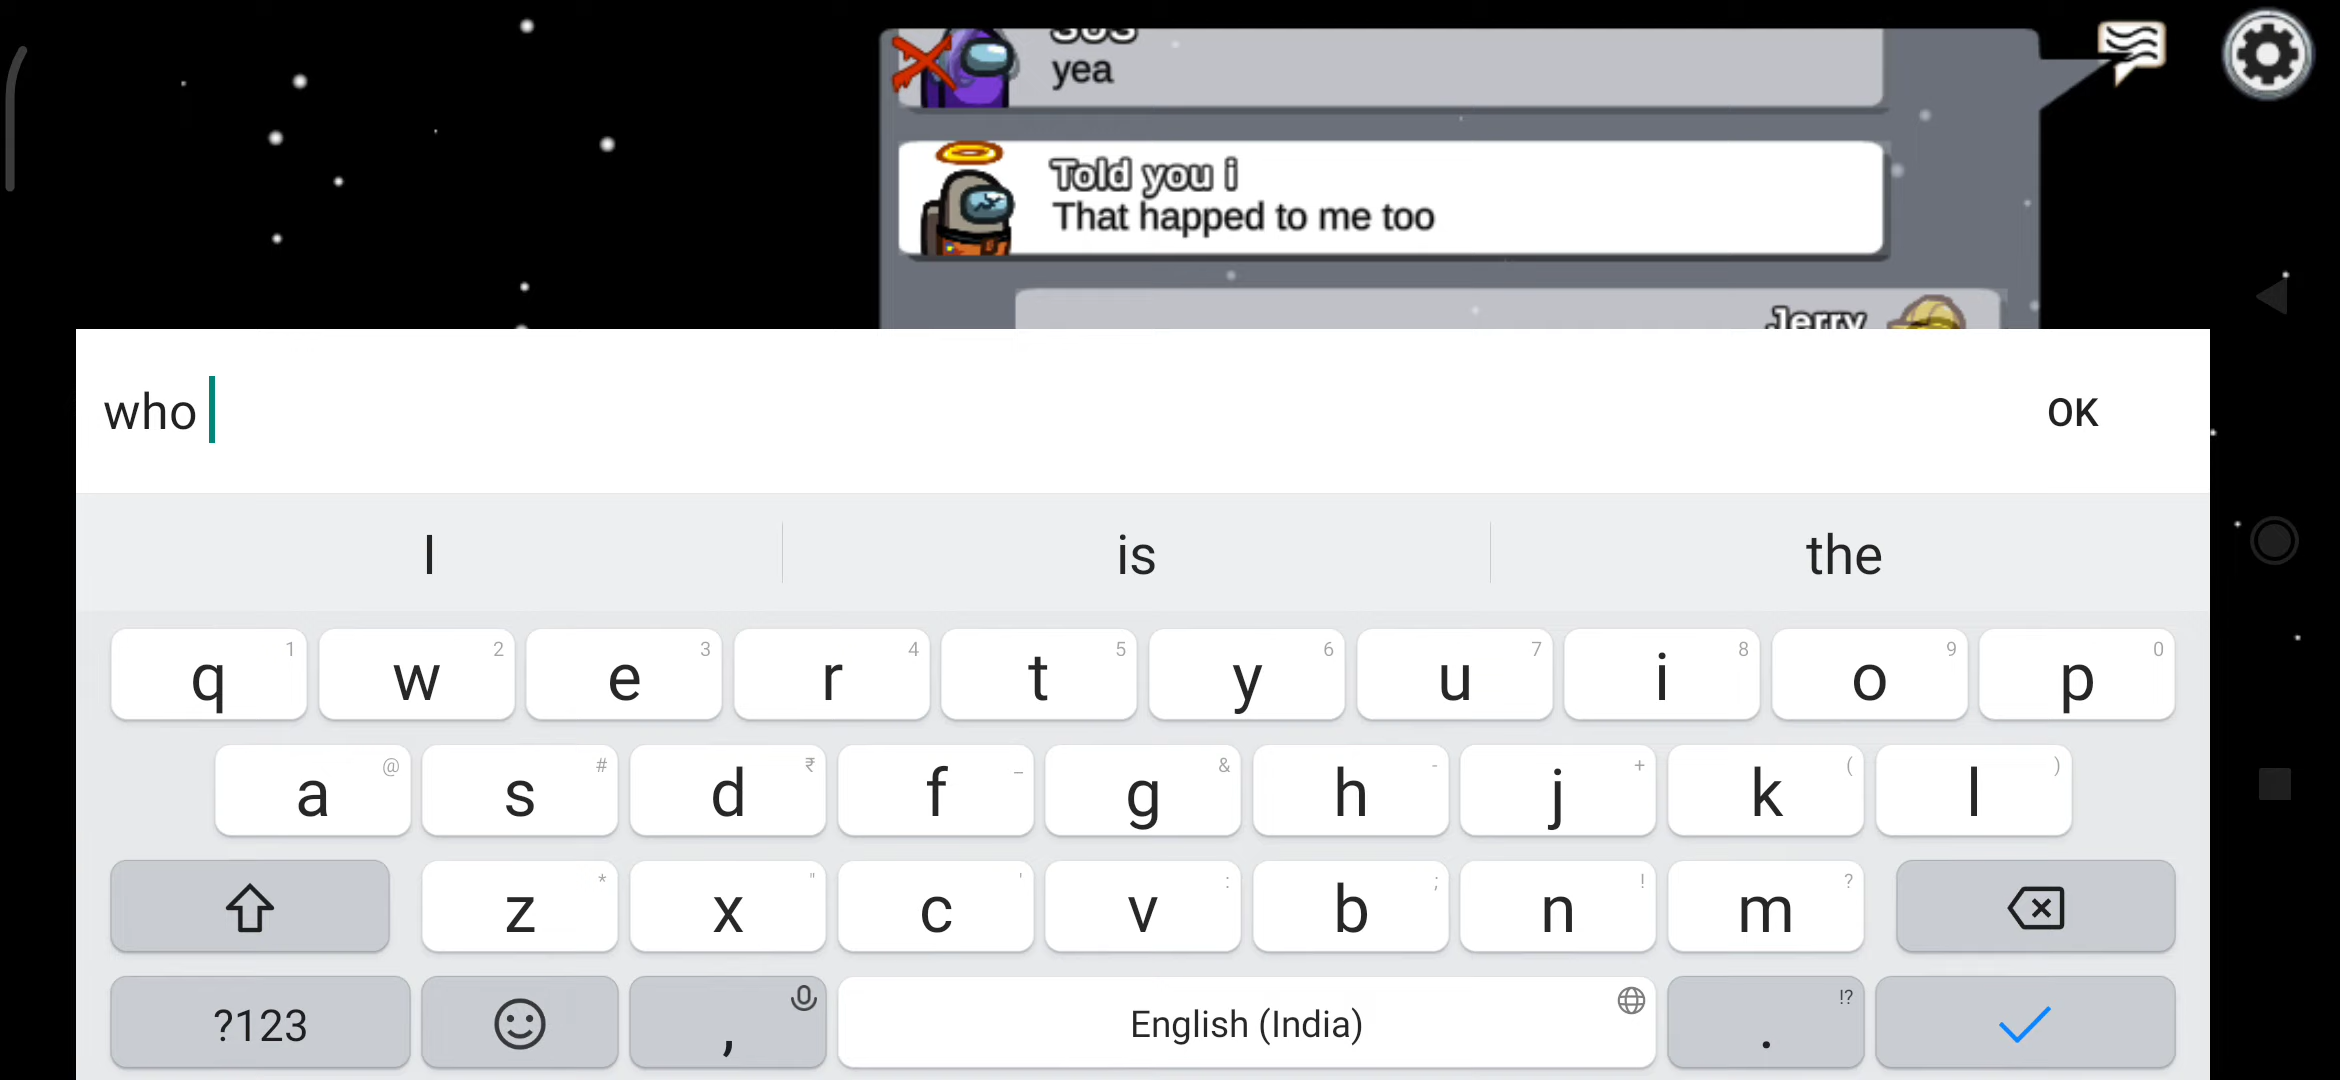 sus
yea
Told you i
That happed to me too
Jerry
who
OK
I
is
the
q 1 w 2 e 3 r 4 t 5 y 6 u 7 i 8 o 9 p 0
a @ s # d ₹ f _ g & h - j + k ( l )
z * x " c ' v : b ; n ! m ?
?123 , English (India) . !?